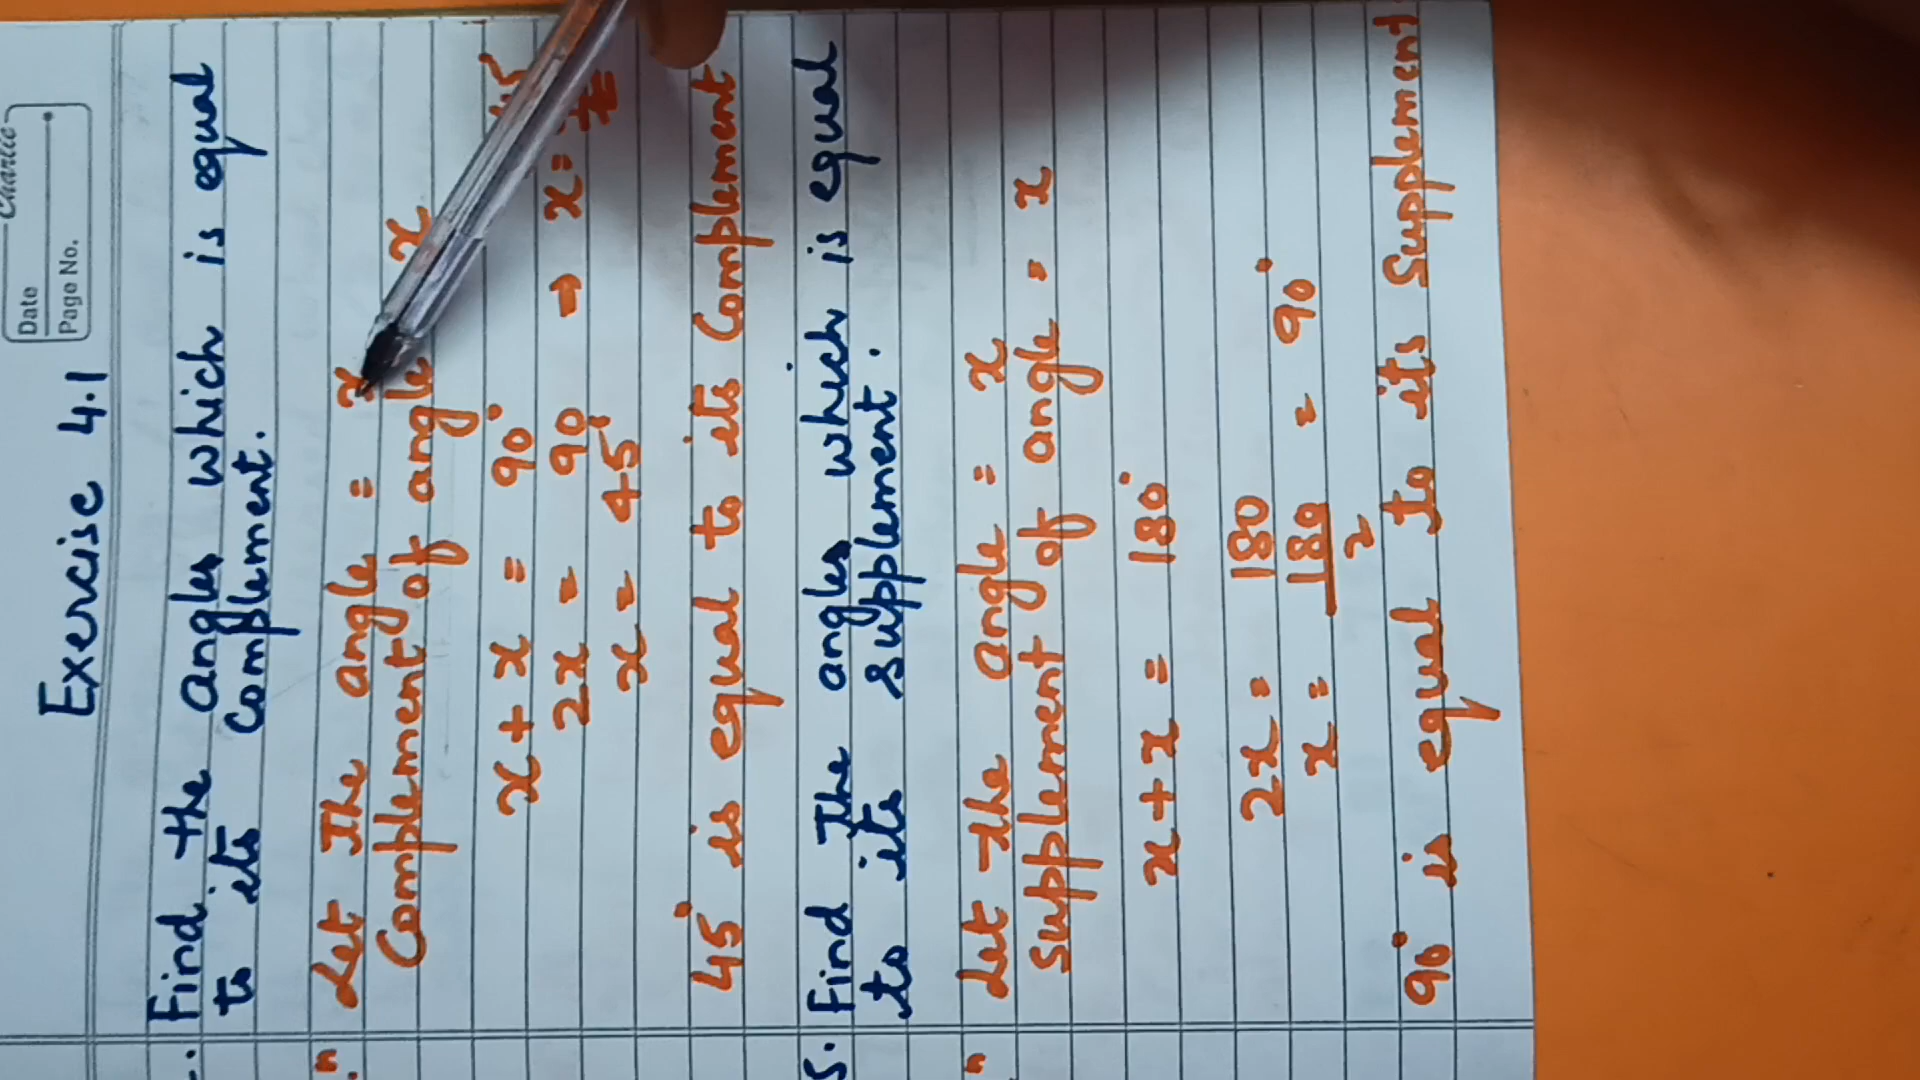 Charlie
Date
Page No.
Exercise 4.1
. Find the angles which is equal
to its complement.
Let The angle = x
Complement of angle x
x + x = 90°
2x = 90 → x =
x = 45°
45° is equal to its Complement
5. Find The angles which is equal
to its supplement.
Let the angle = x
Supplement of angle = x
x + x = 180°
2x = 180
x = 180/2 = 90°
90° is equal to its Supplement